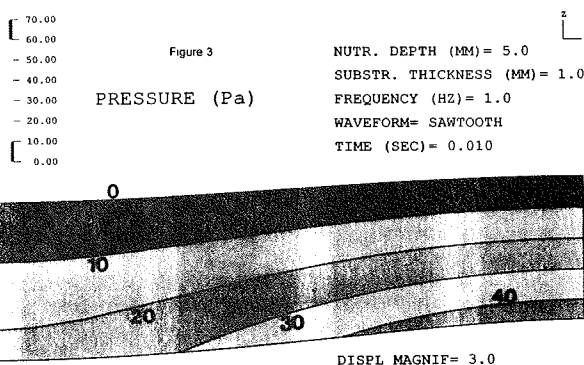 70.00
60.00
- 50.00
- 40.00
- 30.00
- 20.00
10.00
0.00
Figure 3
PRESSURE (Pa)
z
NUTR. DEPTH (MM)= 5.0
SUBSTR. THICKNESS (MM)= 1.0
FREQUENCY (HZ)= 1.0
WAVEFORM= SAWTOOTH
TIME (SEC)= 0.010
0
10
20
30
40
DISPL MAGNIF= 3.0